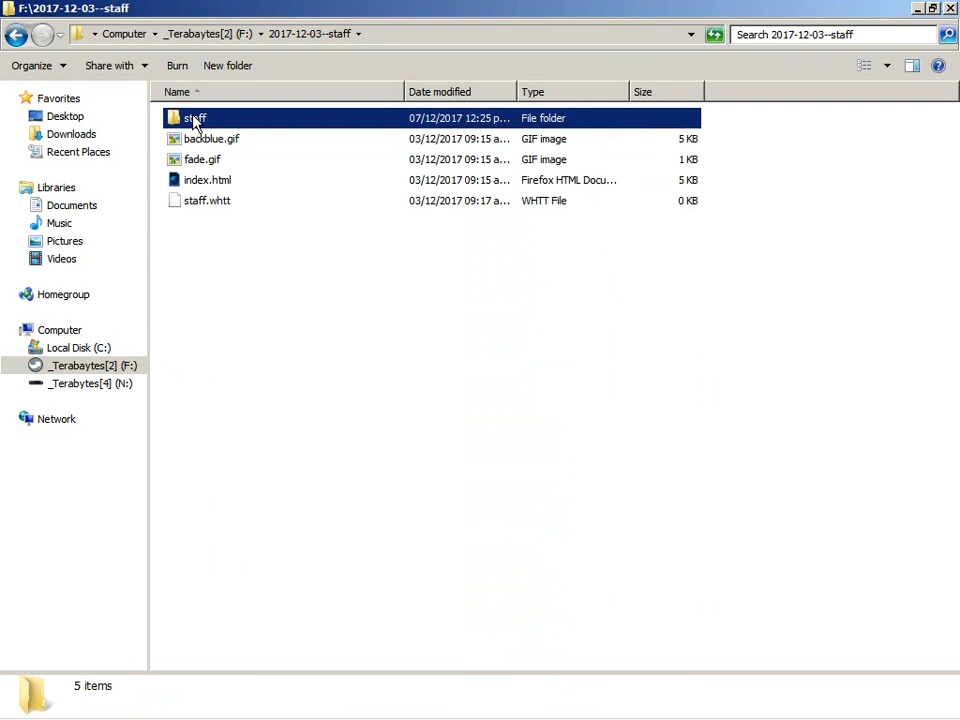 F:\2017-12-03--staff
Computer _Terabaytes[2] (F:) 2017-12-03--staff Search 2017-12-03--staff
Organize Share with Burn New folder
Name Date modified Type Size
Favorites
Desktop
Downloads
Recent Places
Libraries
Documents
Music
Pictures
Videos
Homegroup
Computer
Local Disk (C:)
_Terabaytes[2] (F:)
_Terabytes[4] (N:)
Network
staff 07/12/2017 12:25 p... File folder
backblue.gif 03/12/2017 09:15 a... GIF image 5 KB
fade.gif 03/12/2017 09:15 a... GIF image 1 KB
index.html 03/12/2017 09:15 a... Firefox HTML Docu... 5 KB
staff.whtt 03/12/2017 09:17 a... WHTT File 0 KB
5 items